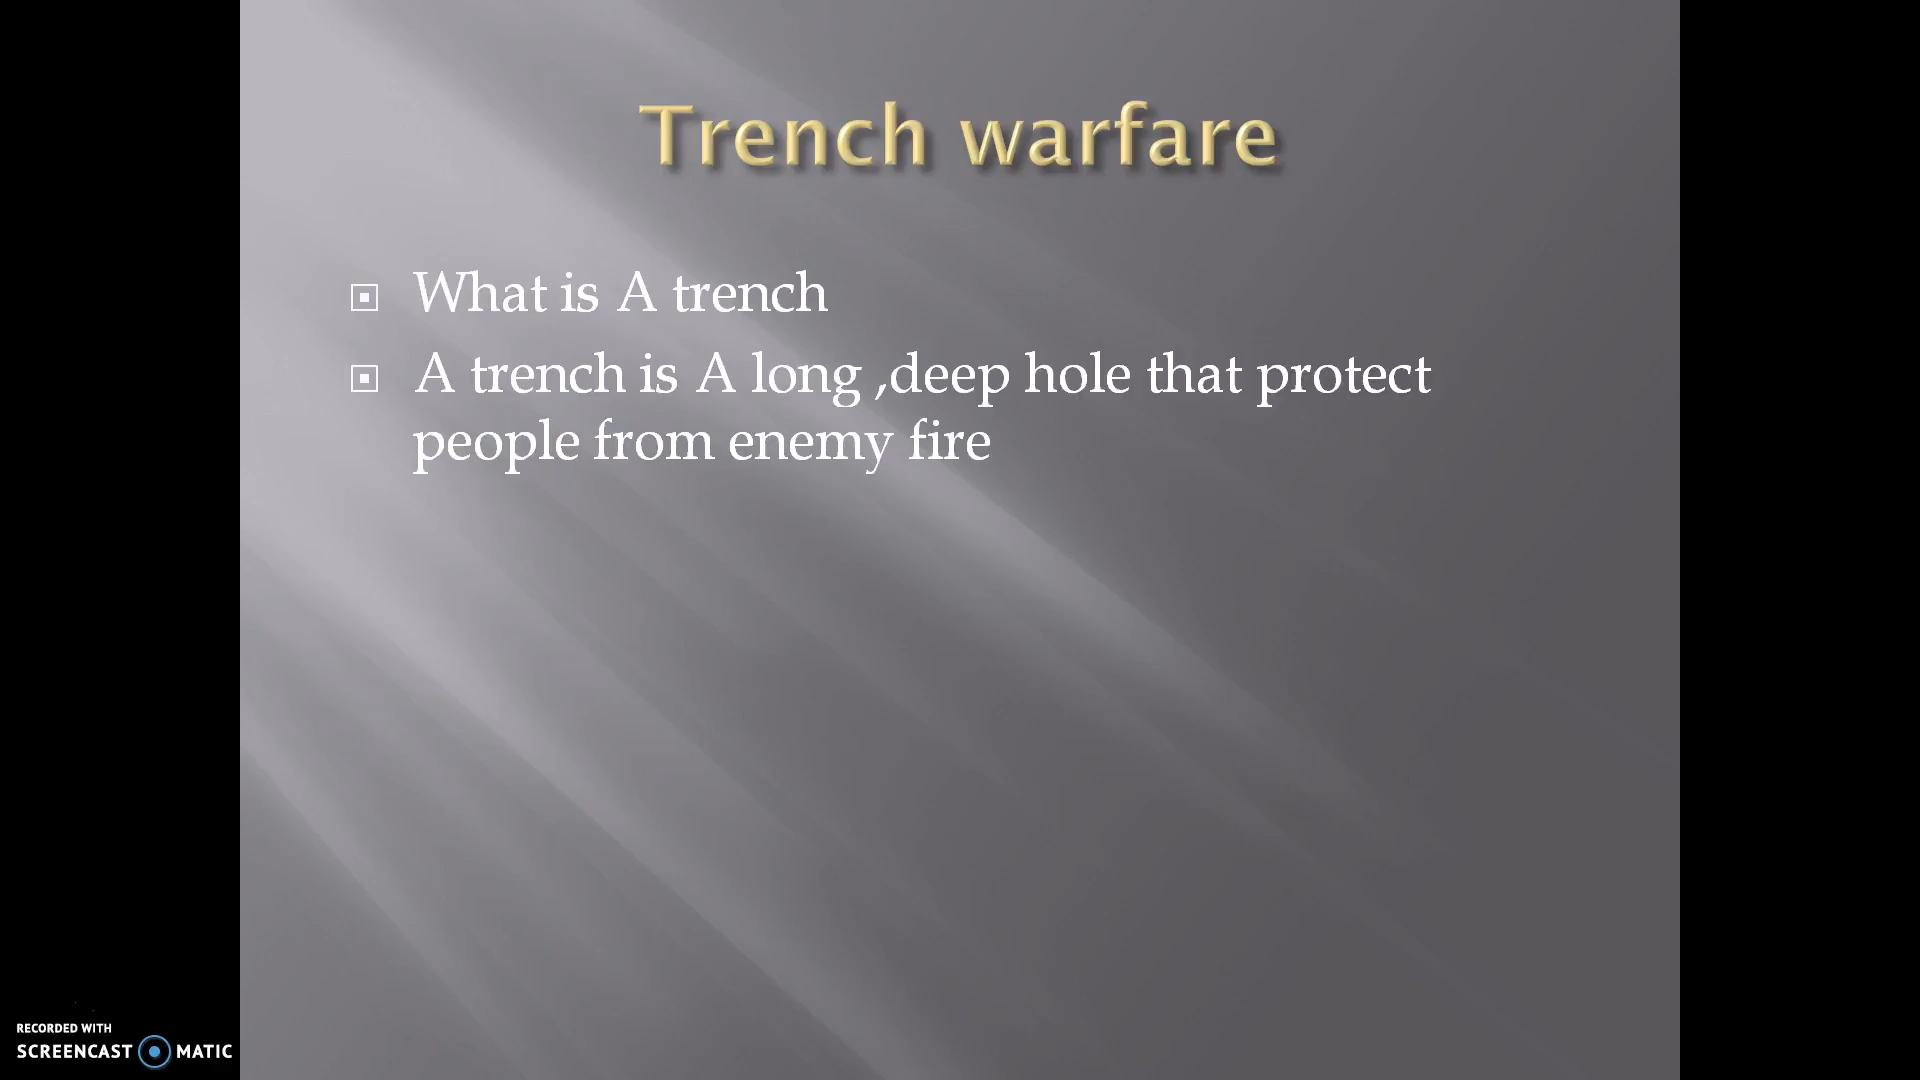 Trench warfare
What is A trench
A trench is A long ,deep hole that protect
people from enemy fire
RECORDED WITH
SCREENCAST MATIC